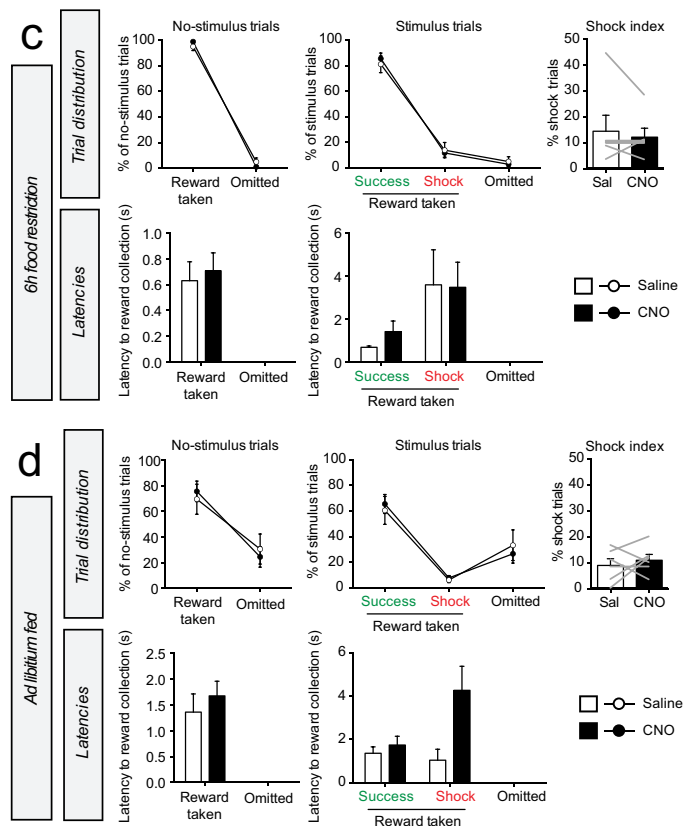 c
6h food restriction
Trial distribution
Latencies
No-stimulus trials
% of no-stimulus trials
100
80
60
40
20
0
Reward
taken
Omitted
Stimulus trials
% of stimulus trials
100
80
60
40
20
0
Success
Shock
Omitted
Reward taken
Shock index
% shock trials
50
40
30
20
10
0
Sal
CNO
Latency to reward collection (s)
1.0
0.8
0.6
0.4
0.2
0.0
Reward
taken
Omitted
Latency to reward collection (s)
6
4
2
0
Success
Shock
Omitted
Reward taken
Saline
CNO
d
Ad libitium fed
Trial distribution
Latencies
No-stimulus trials
% of no-stimulus trials
100
80
60
40
20
0
Reward
taken
Omitted
Stimulus trials
% of stimulus trials
100
80
60
40
20
0
Success
Shock
Omitted
Reward taken
Shock index
% shock trials
50
40
30
20
10
0
Sal
CNO
Latency to reward collection (s)
2.5
2.0
1.5
1.0
0.5
0.0
Reward
taken
Omitted
Latency to reward collection (s)
6
4
2
0
Success
Shock
Omitted
Reward taken
Saline
CNO